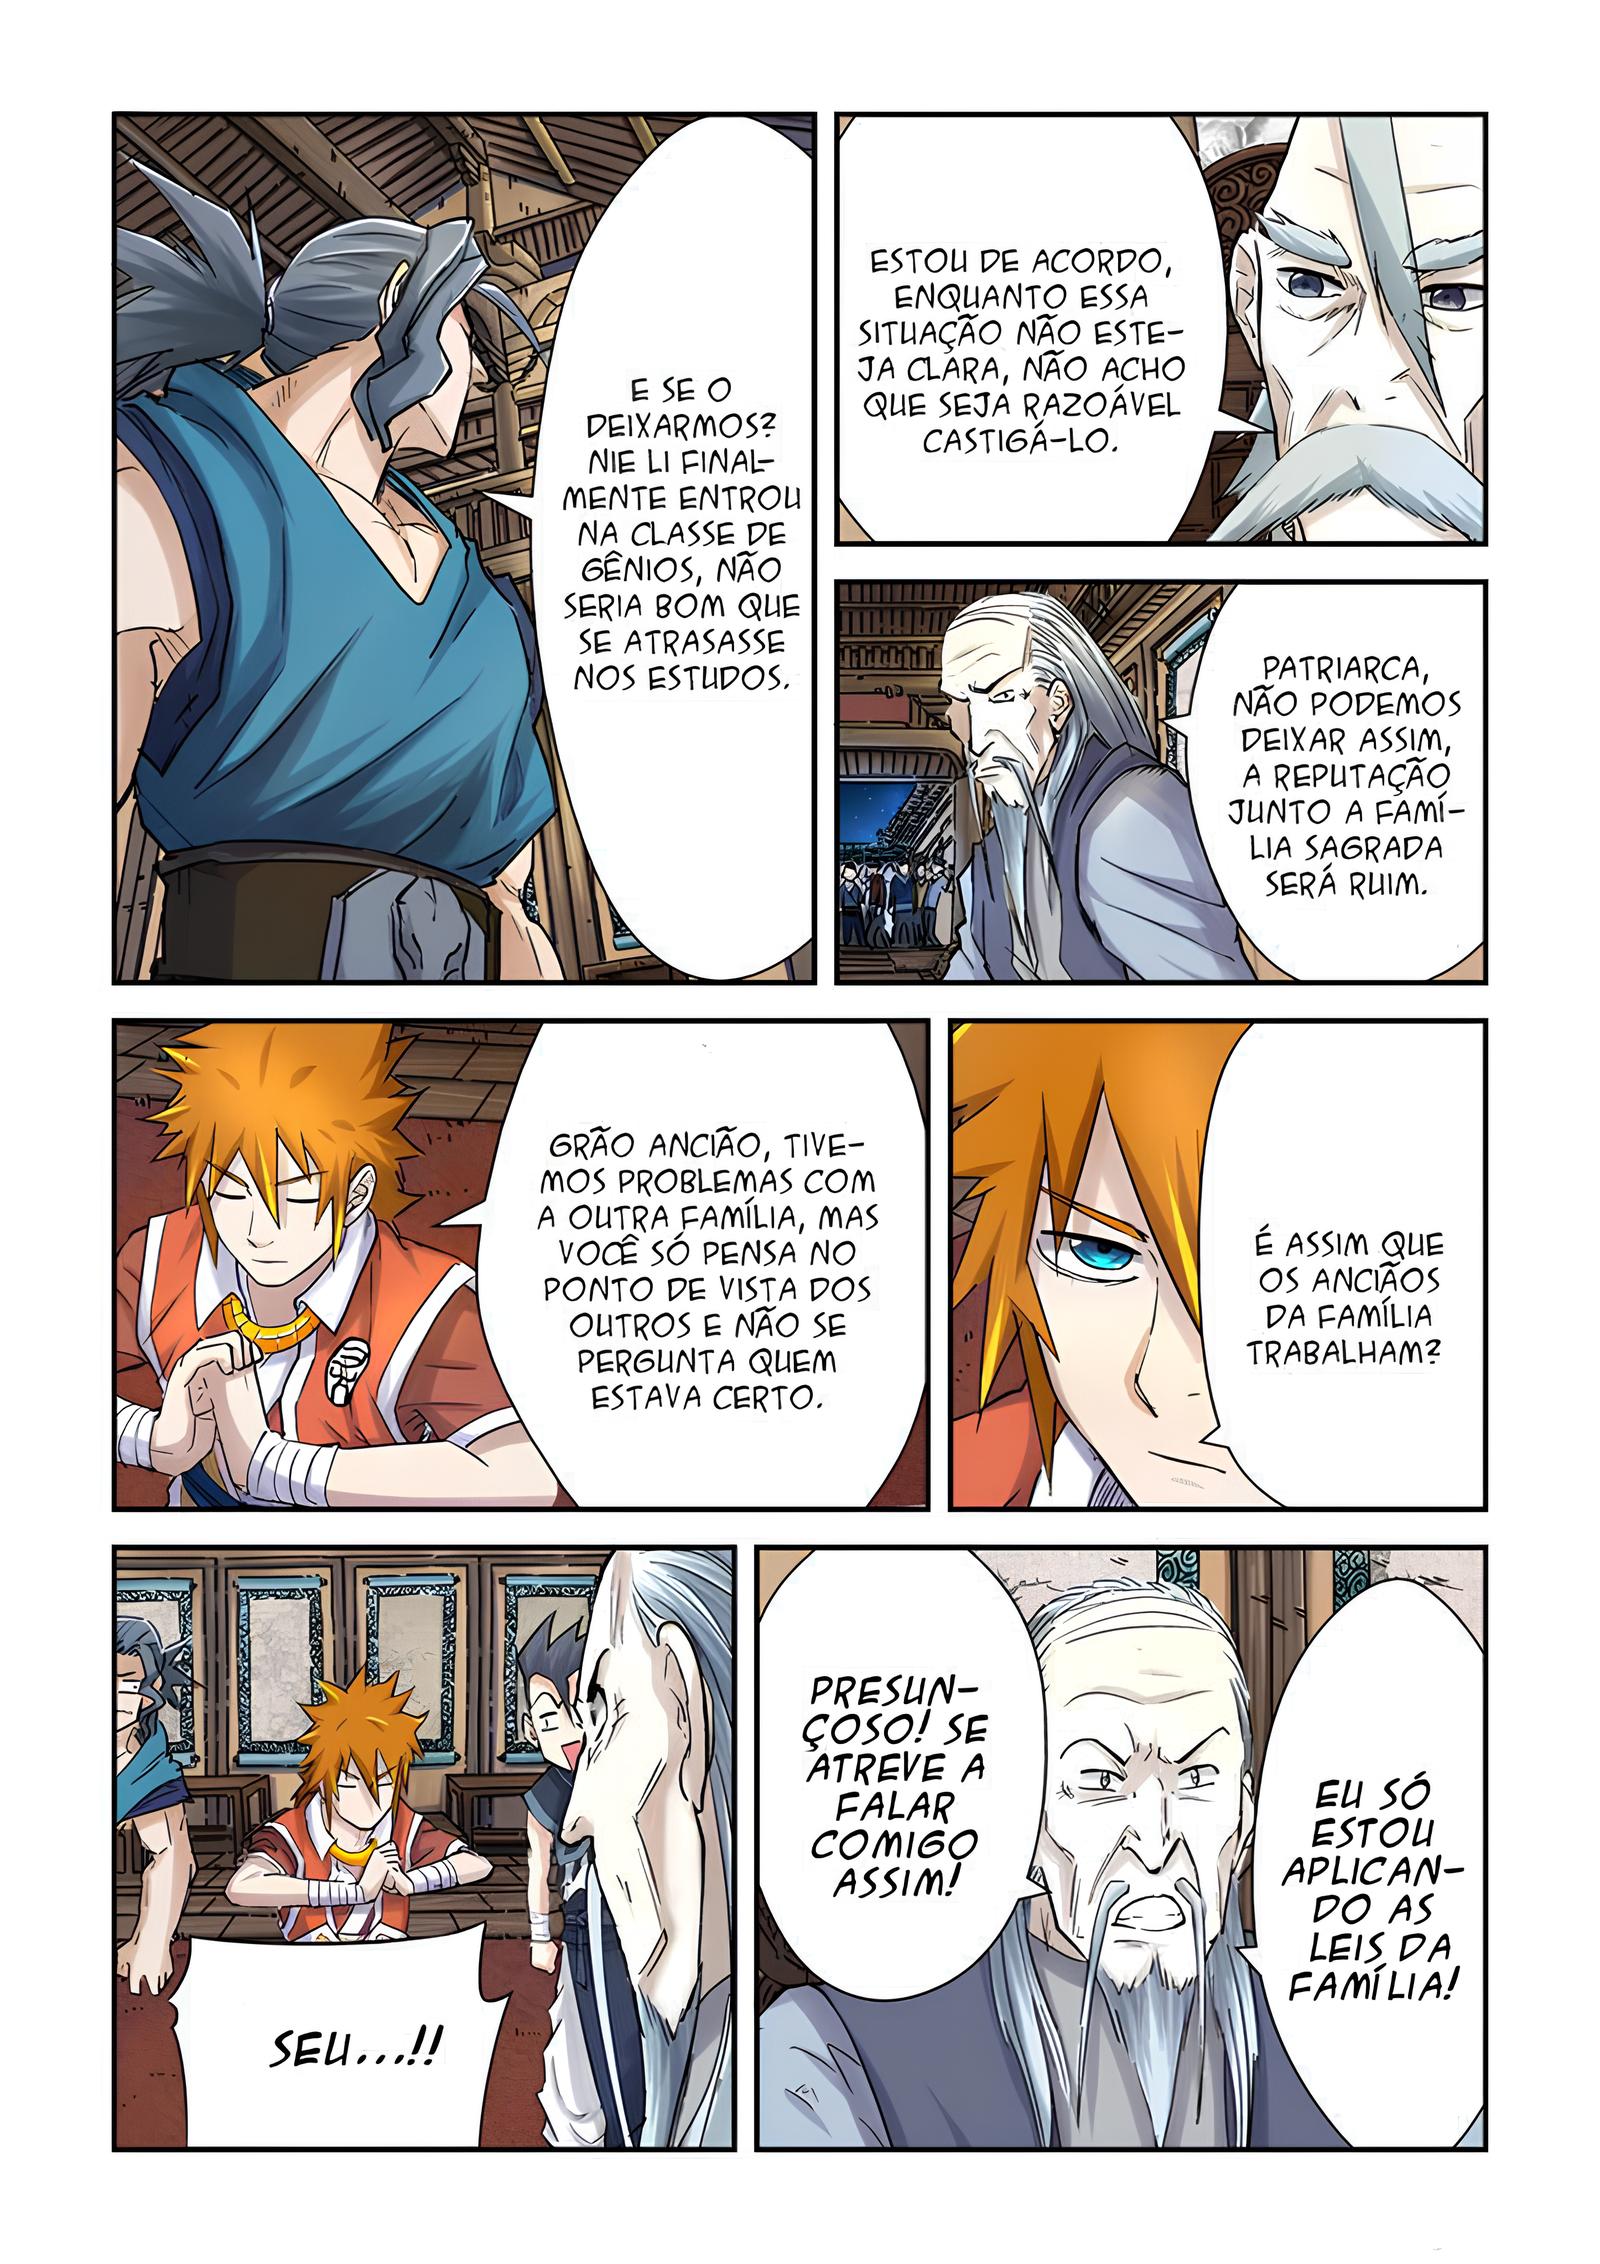 E SE O
DEIXARMOS?
NIE LI FINAL-
MENTE ENTROU
NA CLASSE DE
GÊNIOS, NÃO
SERIA BOM QUE
SE ATRASASSE
NOS ESTUDOS.
ESTOU DE ACORDO,
ENQUANTO ESSA
SITUAÇÃO NÃO ESTE-
JA CLARA, NÃO ACHO
QUE SEJA RAZOÁVEL
CASTIGÁ-LO.
PATRIARCA,
NÃO PODEMOS
DEIXAR ASSIM,
A REPUTAÇÃO
JUNTO A FAMÍ-
LIA SAGRADA
SERÁ RUIM.
GRÃO ANCIÃO, TIVE-
MOS PROBLEMAS COM
A OUTRA FAMÍLIA, MAS
VOCÊ SÓ PENSA NO
PONTO DE VISTA DOS
OUTROS E NÃO SE
PERGUNTA QUEM
ESTAVA CERTO.
É ASSIM QUE
OS ANCIÃOS
DA FAMÍLIA
TRABALHAM?
SEU...!!
PRESUN-
ÇOSO! SE
ATREVE A
FALAR
COMIGO
ASSIM!
EU SÓ
ESTOU
APLICAN-
DO AS
LEIS DA
FAMÍLIA!